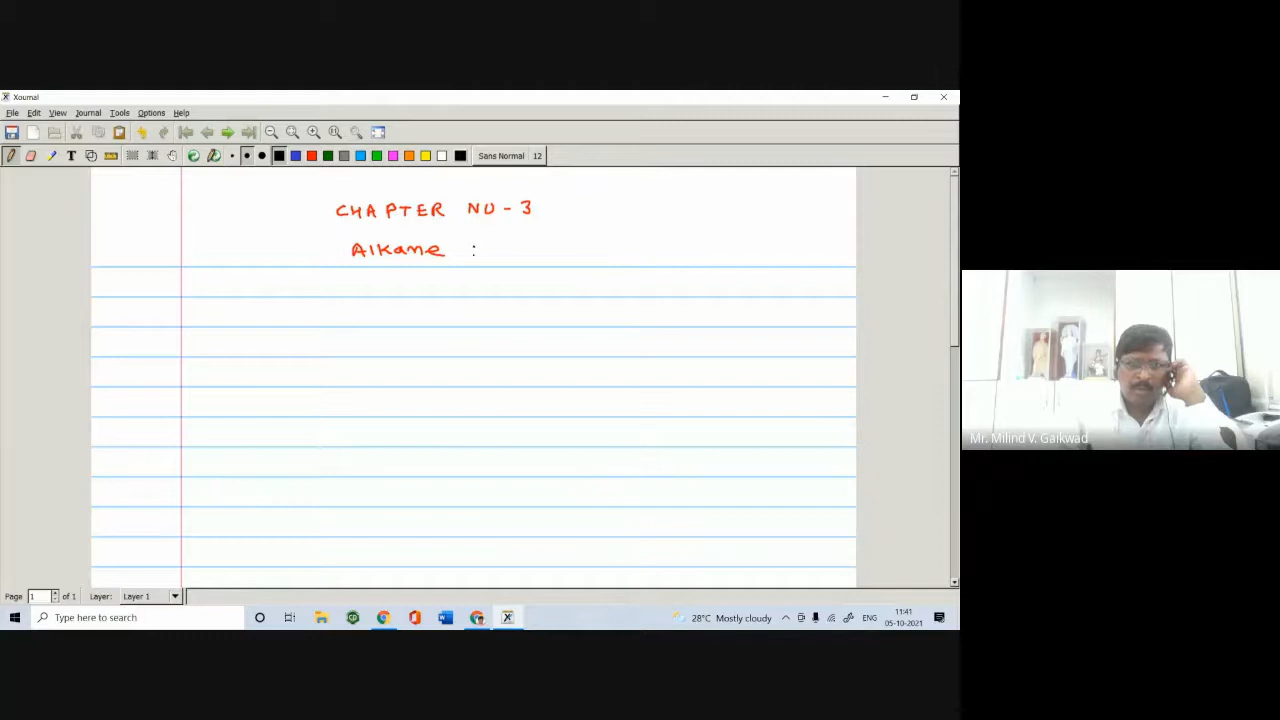 Xournal
File Edit View Journal Tools Options Help
Sans Normal 12
CHAPTER NO - 3
Alkane :
Mr. Milind V. Gaikwad
Page 1 of 1 Layer: Layer 1
Type here to search
28°C Mostly cloudy
ENG
11:41
05-10-2021